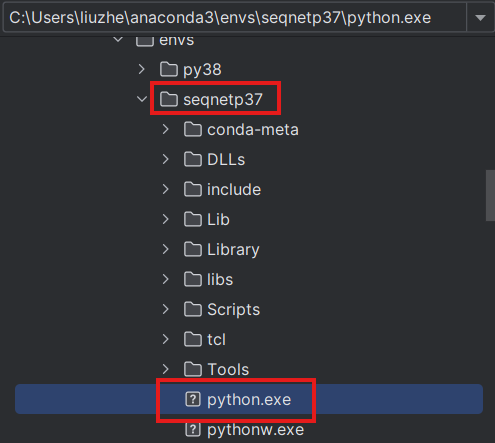 C:\Users\liuzhe\anaconda3\envs\seqnetp37\python.exe
envs
py38
seqnetp37
conda-meta
DLLs
include
Lib
Library
libs
Scripts
tcl
Tools
python.exe
pythonw.exe